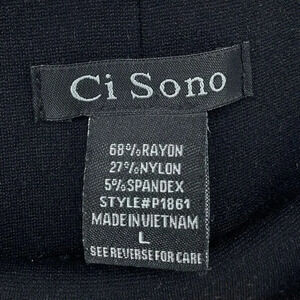 Ci Sono
68%RAYON
27%NYLON
5%SPANDEX
STYLE#P1861
MADE IN VIETNAM
L
SEE REVERSE FOR CARE